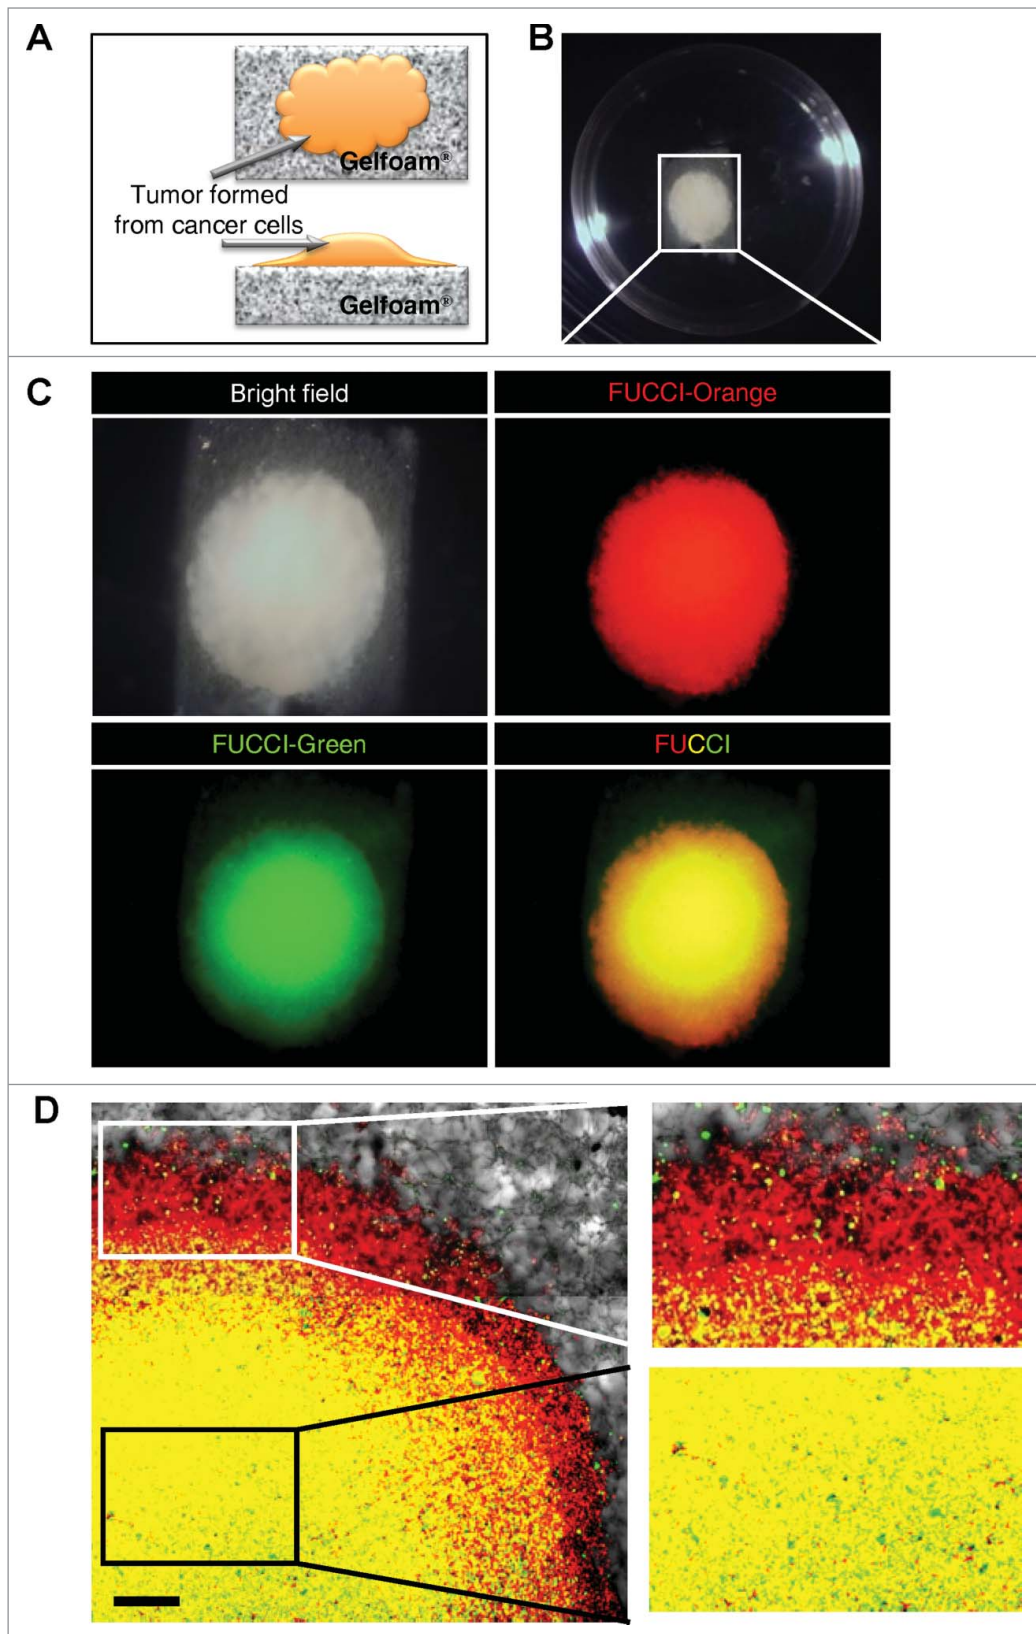 A
Gelfoam®
Tumor formed
from cancer cells
Gelfoam®
B
C
Bright field
FUCCI-Orange
FUCCI-Green
FUCCI
D